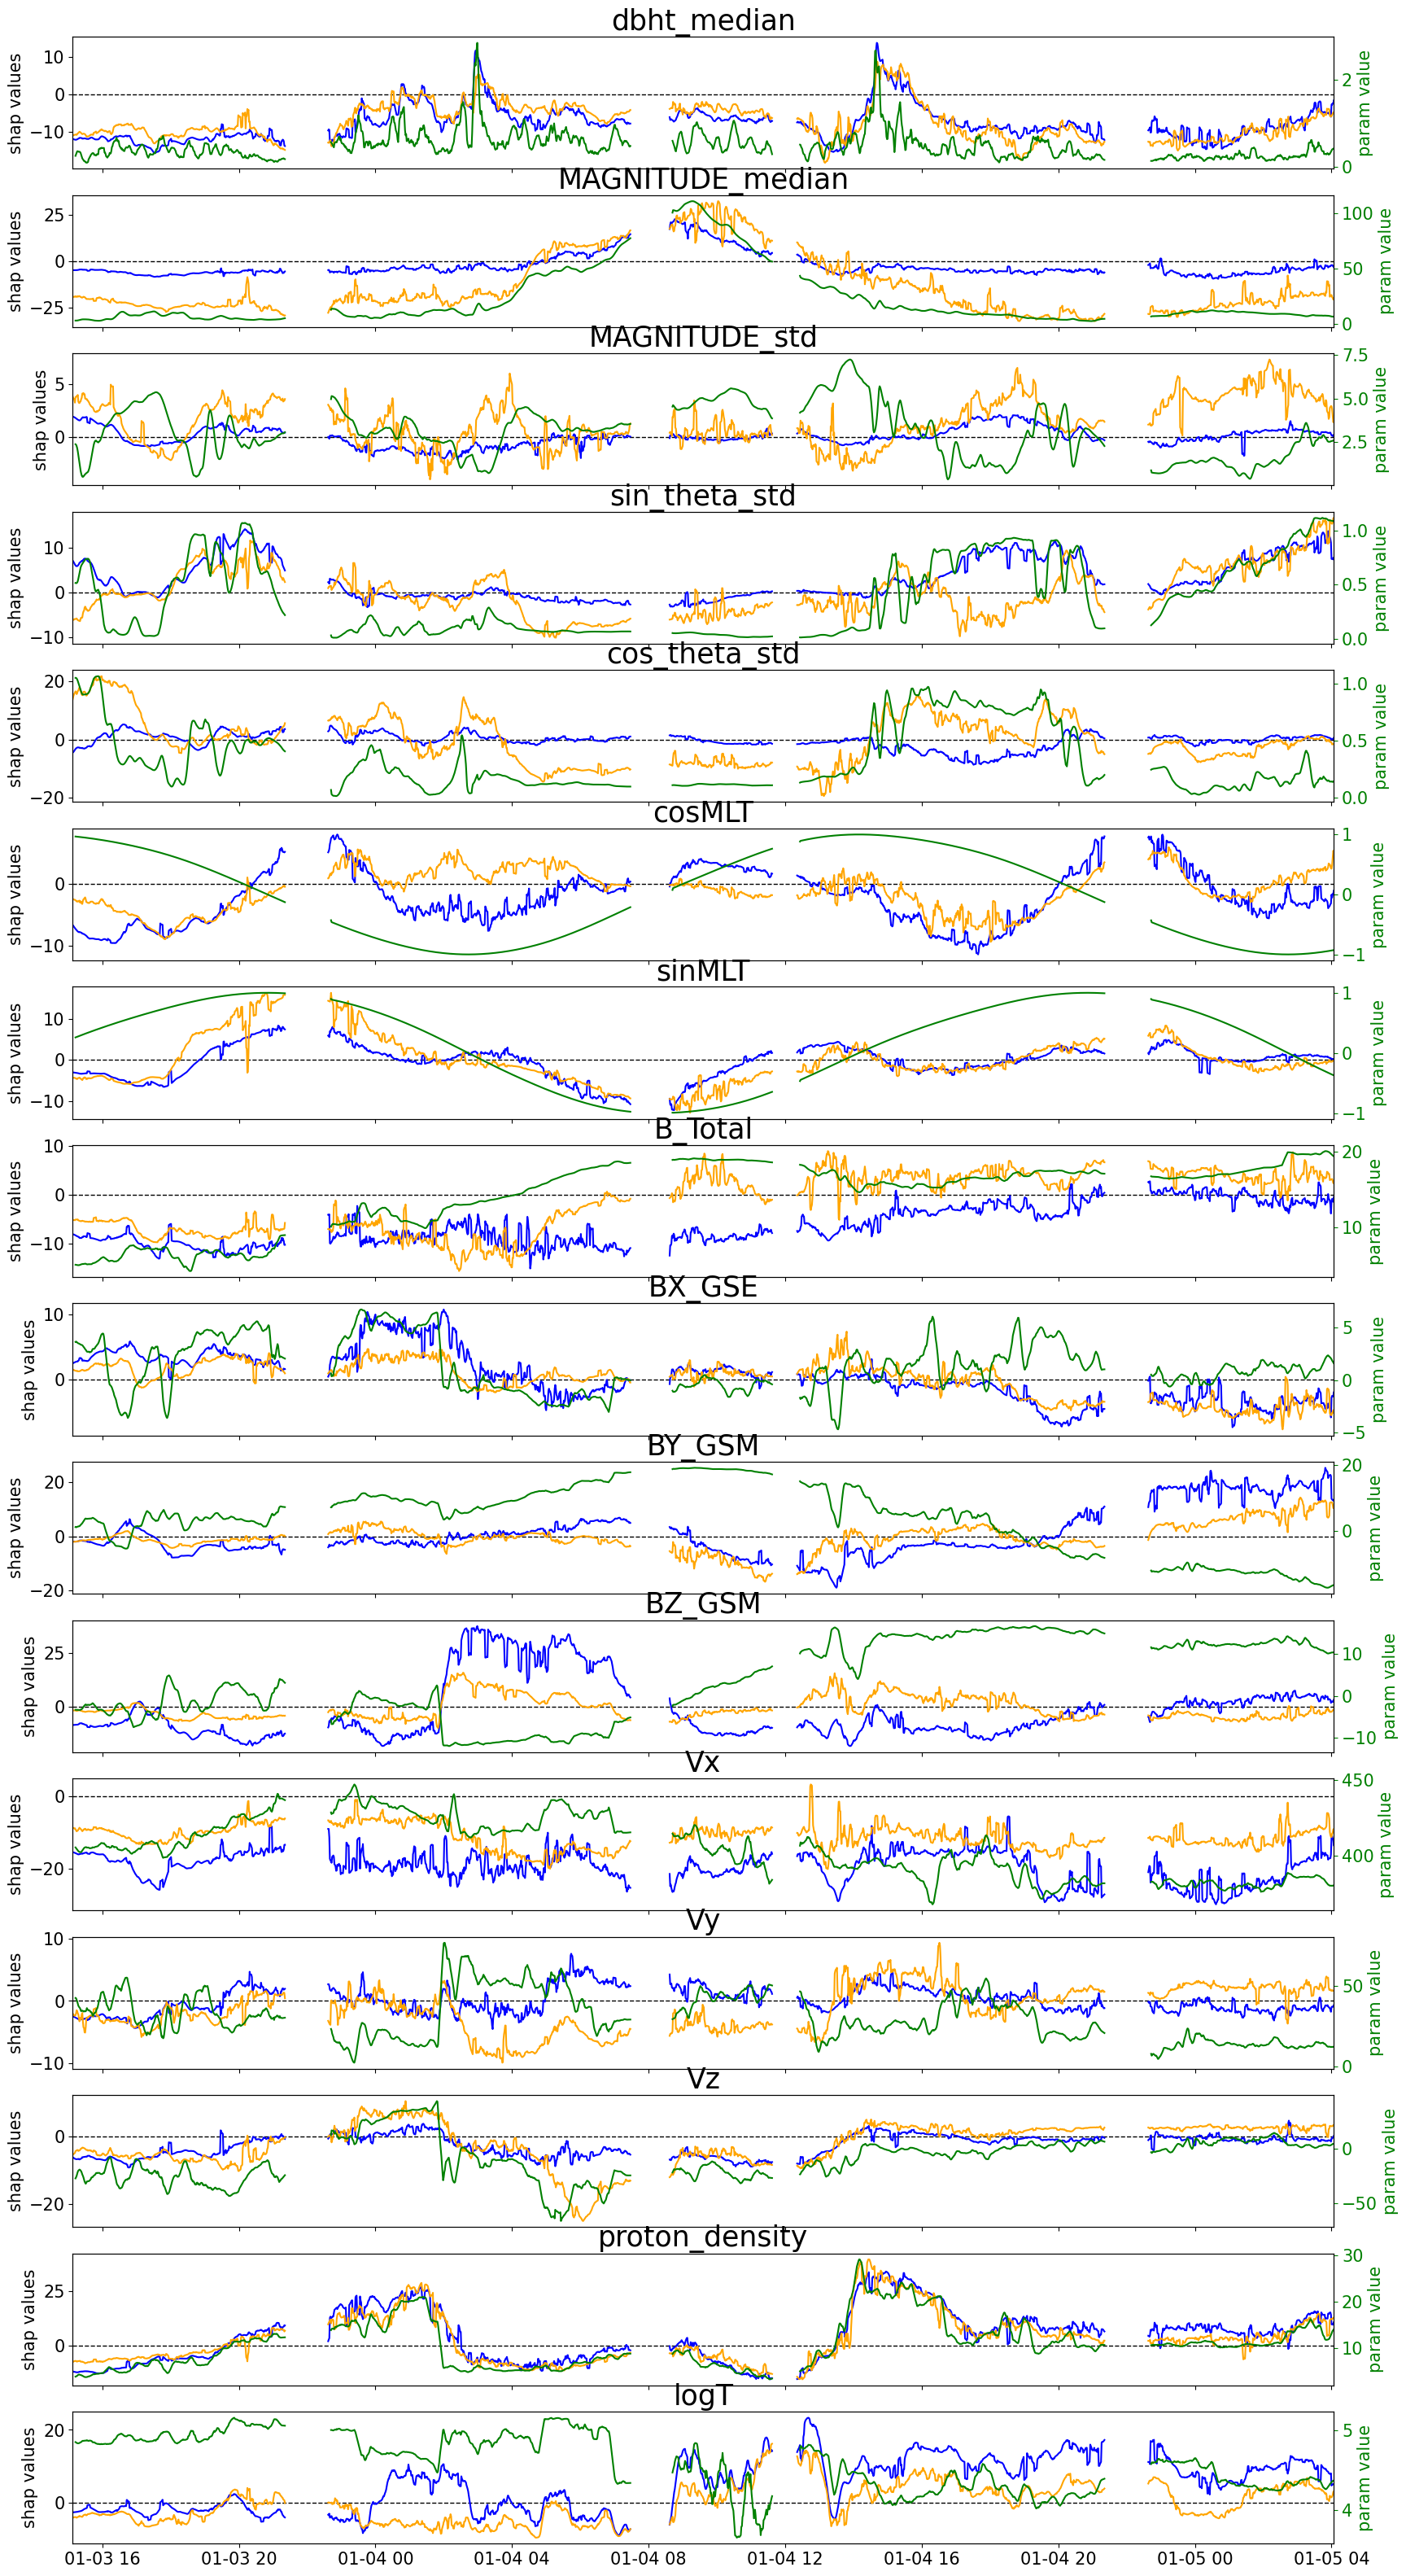 dbht_median
shap values
10
0
−10
2
0
param value
MAGNITUDE_median
shap values
25
0
−25
100
50
0
param value
MAGNITUDE_std
shap values
5
0
7.5
5.0
2.5
param value
sin_theta_std
shap values
10
0
−10
1.0
0.5
0.0
param value
cos_theta_std
shap values
20
0
−20
1.0
0.5
0.0
param value
cosMLT
shap values
0
−10
1
0
−1
param value
sinMLT
shap values
10
0
−10
1
0
−1
param value
B_Total
shap values
10
0
−10
20
10
param value
BX_GSE
shap values
10
0
5
0
−5
param value
BY_GSM
shap values
20
0
−20
20
0
param value
BZ_GSM
shap values
25
0
10
0
−10
param value
Vx
shap values
0
−20
450
400
param value
Vy
shap values
10
0
−10
50
0
param value
Vz
shap values
0
−20
0
−50
param value
proton_density
shap values
25
0
30
20
10
param value
logT
shap values
20
0
5
4
param value
01-03 16 01-03 20 01-04 00 01-04 04 01-04 08 01-04 12 01-04 16 01-04 20 01-05 00 01-05 04